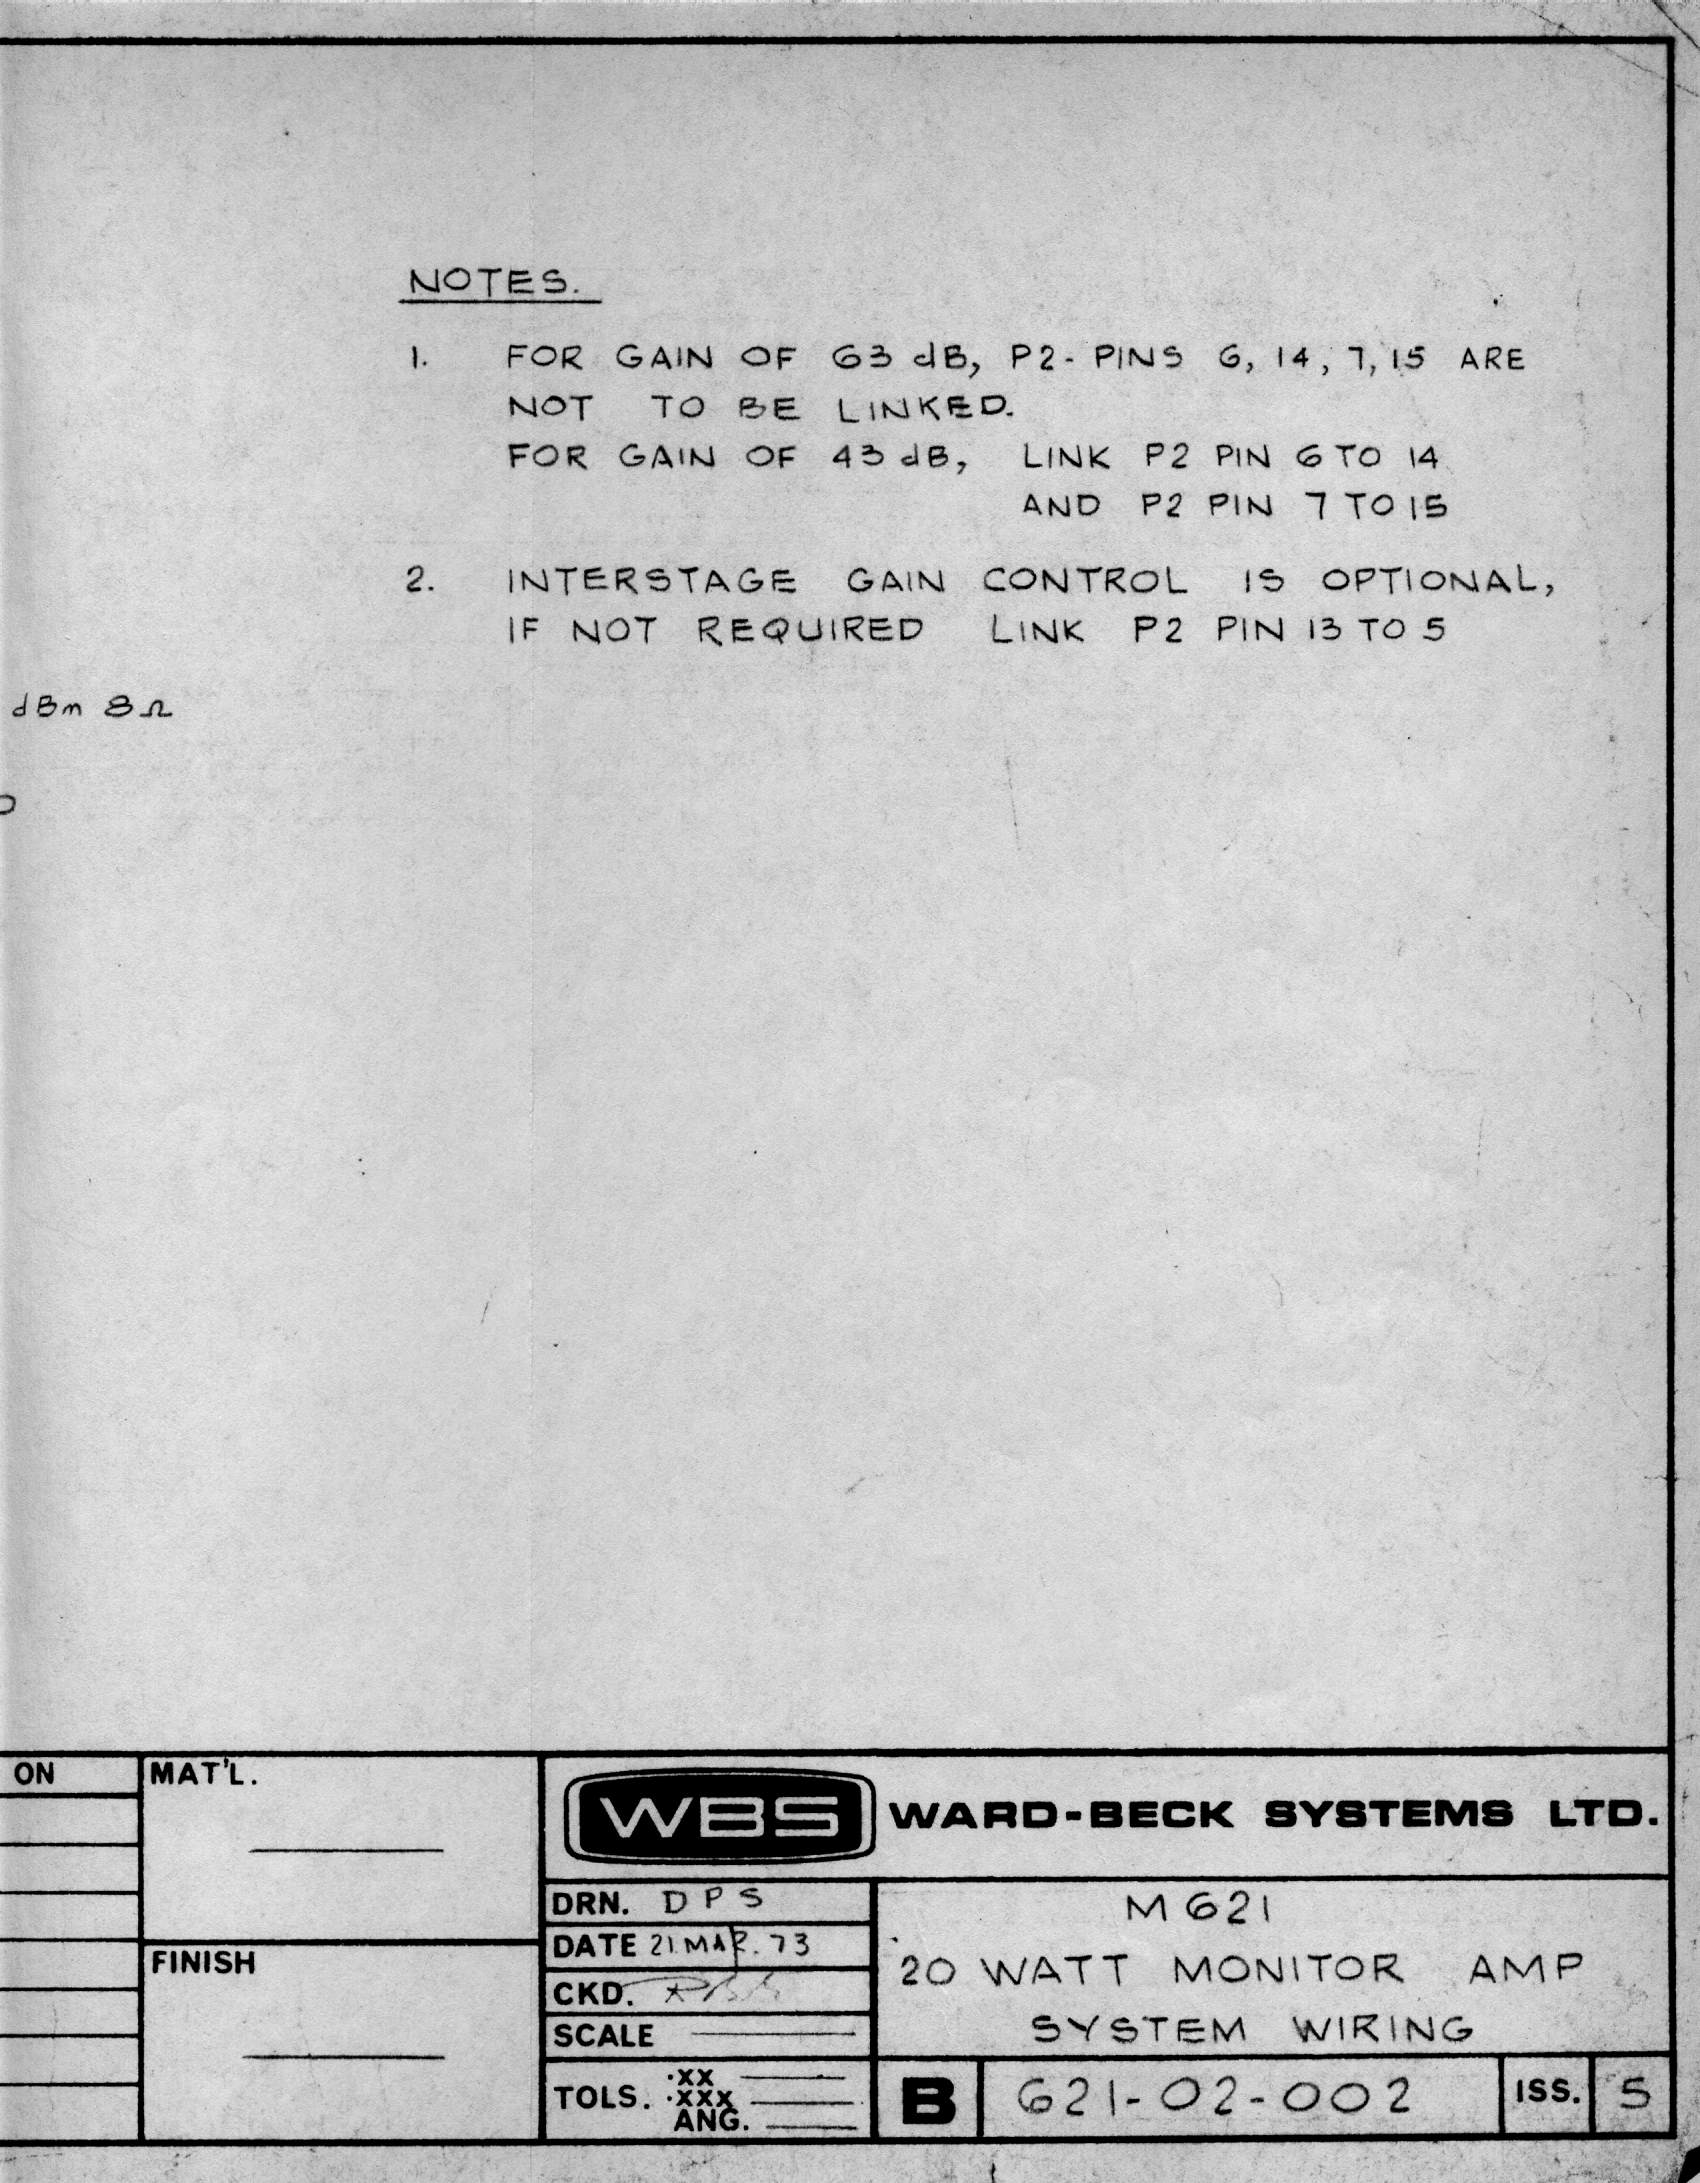 NOTES.
1. FOR GAIN OF 63 dB, P2- PINS 6, 14, 7, 15 ARE
NOT TO BE LINKED.
FOR GAIN OF 43 dB, LINK P2 PIN 6 TO 14
AND P2 PIN 7 TO 15
2. INTERSTAGE GAIN CONTROL IS OPTIONAL,
IF NOT REQUIRED LINK P2 PIN 13 TO 5
dBm 8Ω
ON
MAT'L.
FINISH
WBS WARD-BECK SYSTEMS LTD.
DRN. DPS
DATE 21 MAR. 73
CKD.
SCALE
TOLS. .XX
.XXX
ANG.
M621
20 WATT MONITOR AMP
SYSTEM WIRING
B 621-02-002 ISS. 5